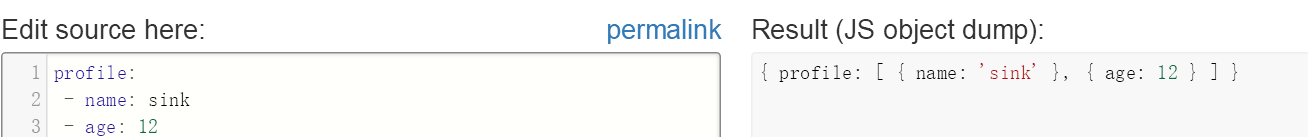 Edit source here:
permalink
1 profile:
2 - name: sink
3 - age: 12
Result (JS object dump):
{ profile: [ { name: 'sink' }, { age: 12 } ] }